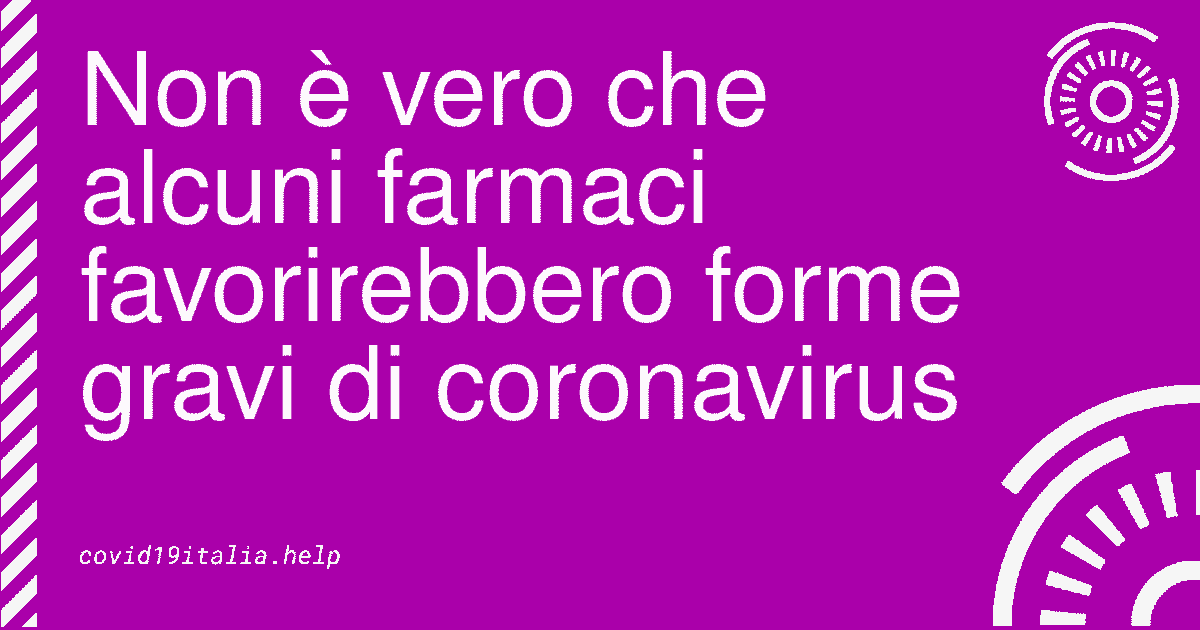 Non è vero che
alcuni farmaci
favorirebbero forme
gravi di coronavirus
covid19italia.help